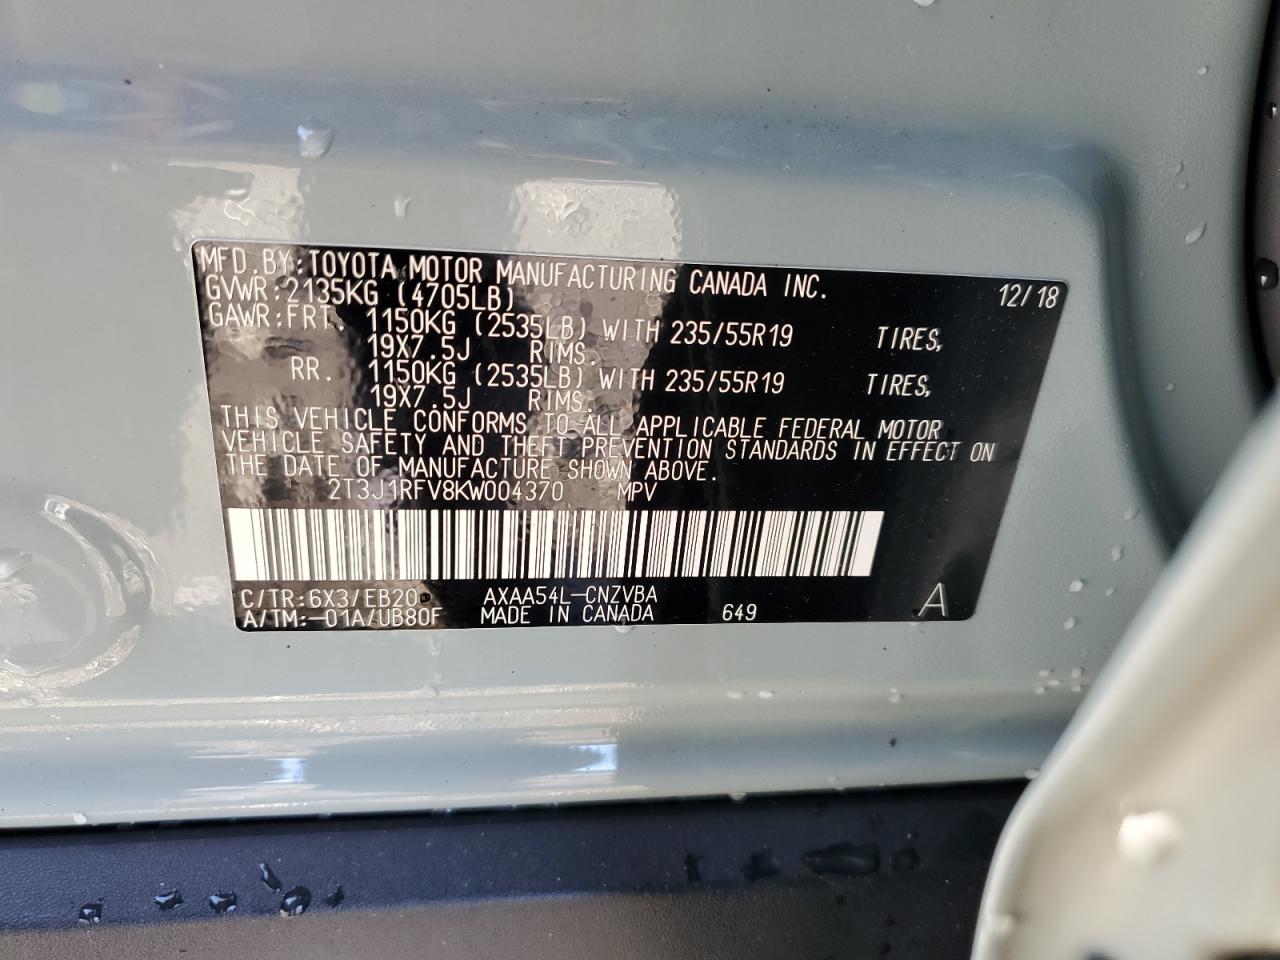 MFD.BY:TOYOTA MOTOR MANUFACTURING CANADA INC. 12/18
GVWR:2135KG (4705LB)
GAWR:FRT. 1150KG (2535LB) WITH 235/55R19 TIRES,
19X7.5J RIMS.
RR. 1150KG (2535LB) WITH 235/55R19 TIRES,
19X7.5J RIMS.
THIS VEHICLE CONFORMS TO ALL APPLICABLE FEDERAL MOTOR
VEHICLE SAFETY AND THEFT PREVENTION STANDARDS IN EFFECT ON
THE DATE OF MANUFACTURE SHOWN ABOVE.
2T3J1RFV8KW004370 MPV
C/TR:6X3/EB20 AXAA54L-CNZVBA
A/TM:-01A/UB80F MADE IN CANADA 649 A